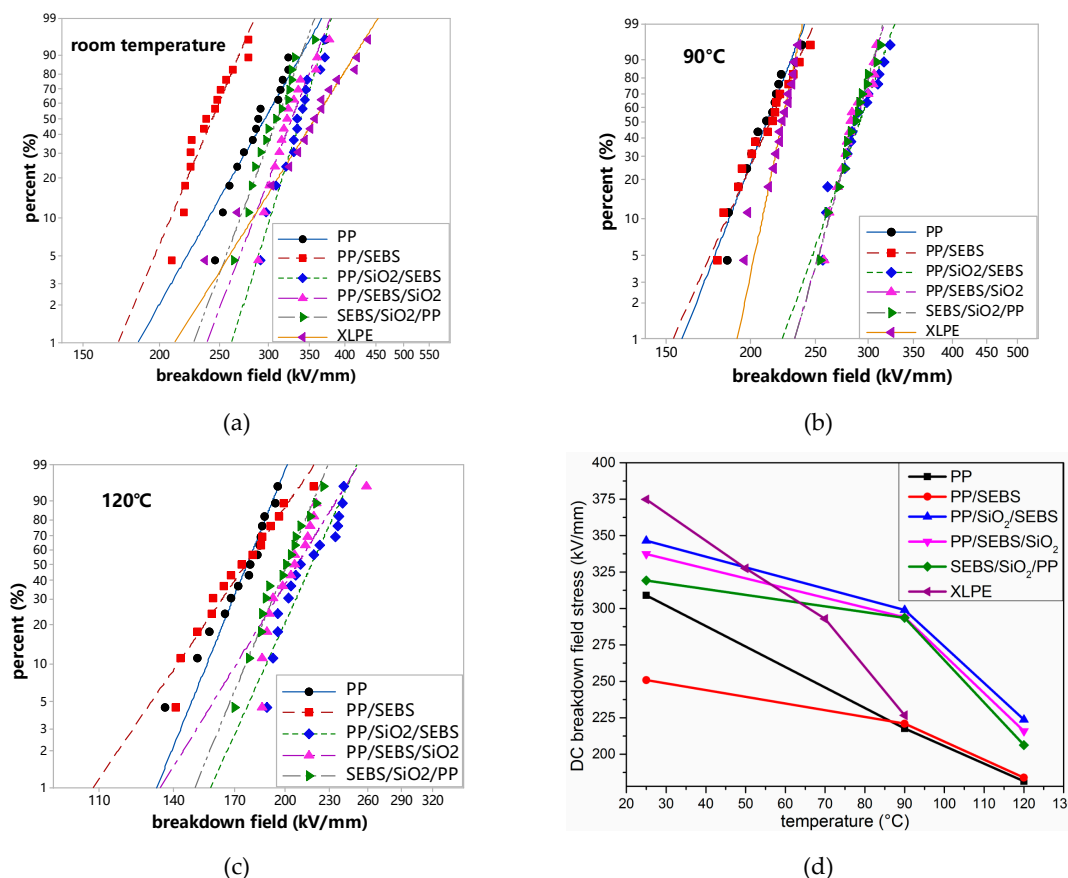 99
90
80
70
60
50
40
30
20
10
5
3
2
1
percent (%)
room temperature
PP
PP/SEBS
PP/SiO2/SEBS
PP/SEBS/SiO2
SEBS/SiO2/PP
XLPE
150 200 250 300 350 400 450 500 550
breakdown field (kV/mm)
(a)
99
90
80
70
60
50
40
30
20
10
5
3
2
1
percent (%)
90°C
PP
PP/SEBS
PP/SiO2/SEBS
PP/SEBS/SiO2
SEBS/SiO2/PP
XLPE
150 200 250 300 350 400 450 500
breakdown field (kV/mm)
(b)
99
90
80
70
60
50
40
30
20
10
5
3
2
1
percent (%)
120℃
PP
PP/SEBS
PP/SiO2/SEBS
PP/SEBS/SiO2
SEBS/SiO2/PP
110 140 170 200 230 260 290 320
breakdown field (kV/mm)
(c)
400
375
350
325
300
275
250
225
200
DC breakdown field stress (kV/mm)
PP
PP/SEBS
PP/SiO₂/SEBS
PP/SEBS/SiO₂
SEBS/SiO₂/PP
XLPE
20 30 40 50 60 70 80 90 100 110 120 13
temperature (°C)
(d)